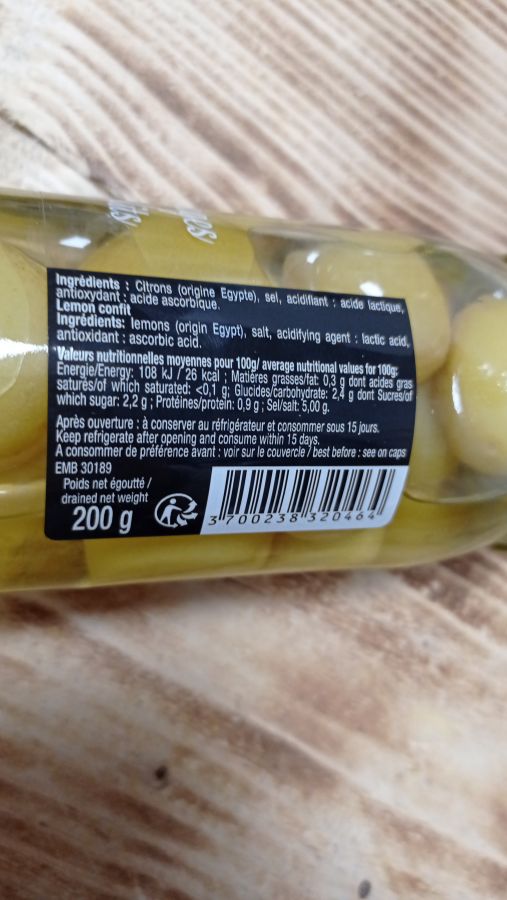 Ingrédients : Citrons (origine Egypte), sel, acidifiant : acide lactique,
antioxydant : acide ascorbique.
Lemon confit
Ingrédients: lemons (origin Egypt), salt, acidifying agent : lactic acid,
antioxidant : ascorbic acid.
Valeurs nutritionnelles moyennes pour 100g/ average nutritional values for 100g:
Energie/Energy: 108 kJ / 26 kcal ; Matières grasses/fat: 0,3 g dont acides gras
saturés/of which saturated: <0,1 g; Glucides/carbohydrate: 2,4 g dont Sucres/of
which sugar: 2,2 g ; Protéines/protein: 0,9 g ; Sel/salt: 5,00 g.
Après ouverture : à conserver au réfrigérateur et consommer sous 15 jours.
Keep refrigerate after opening and consume within 15 days.
A consommer de préférence avant : voir sur le couvercle / best before : see on caps
EMB 30189
Poids net égoutté /
drained net weight
200 g
3 700238 320464